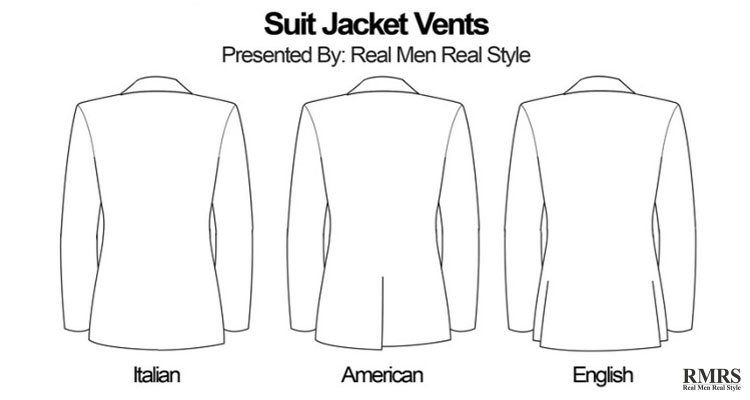 Suit Jacket Vents
Presented By: Real Men Real Style
Italian
American
English
RMRS
Real Men Real Style